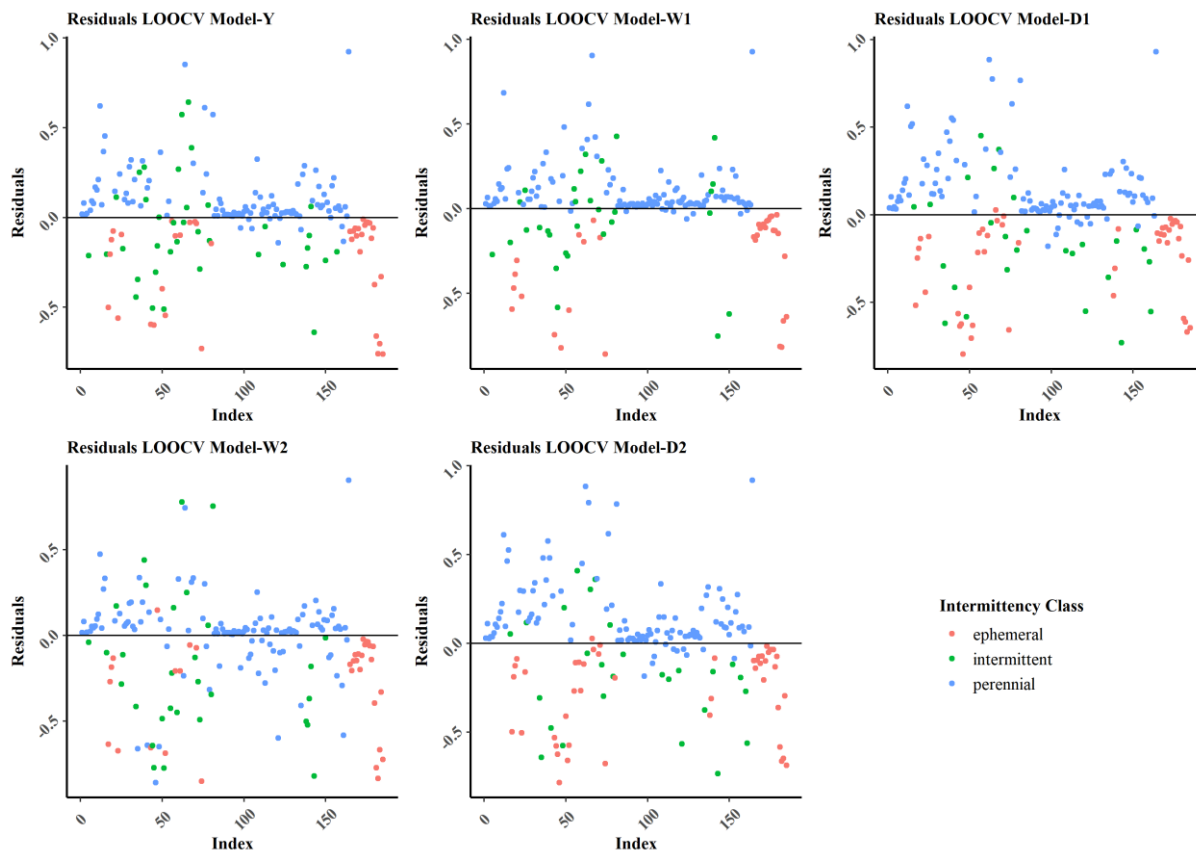 Residuals LOOCV Model-Y
Residuals
1.0
0.5
0.0
-0.5
0
50
100
150
Index
Residuals LOOCV Model-W1
Residuals
0.5
0.0
-0.5
0
50
100
150
Index
Residuals LOOCV Model-D1
Residuals
1.0
0.5
0.0
-0.5
0
50
100
150
Index
Residuals LOOCV Model-W2
Residuals
0.5
0.0
-0.5
0
50
100
150
Index
Residuals LOOCV Model-D2
Residuals
1.0
0.5
0.0
-0.5
0
50
100
150
Index
Intermittency Class
ephemeral
intermittent
perennial